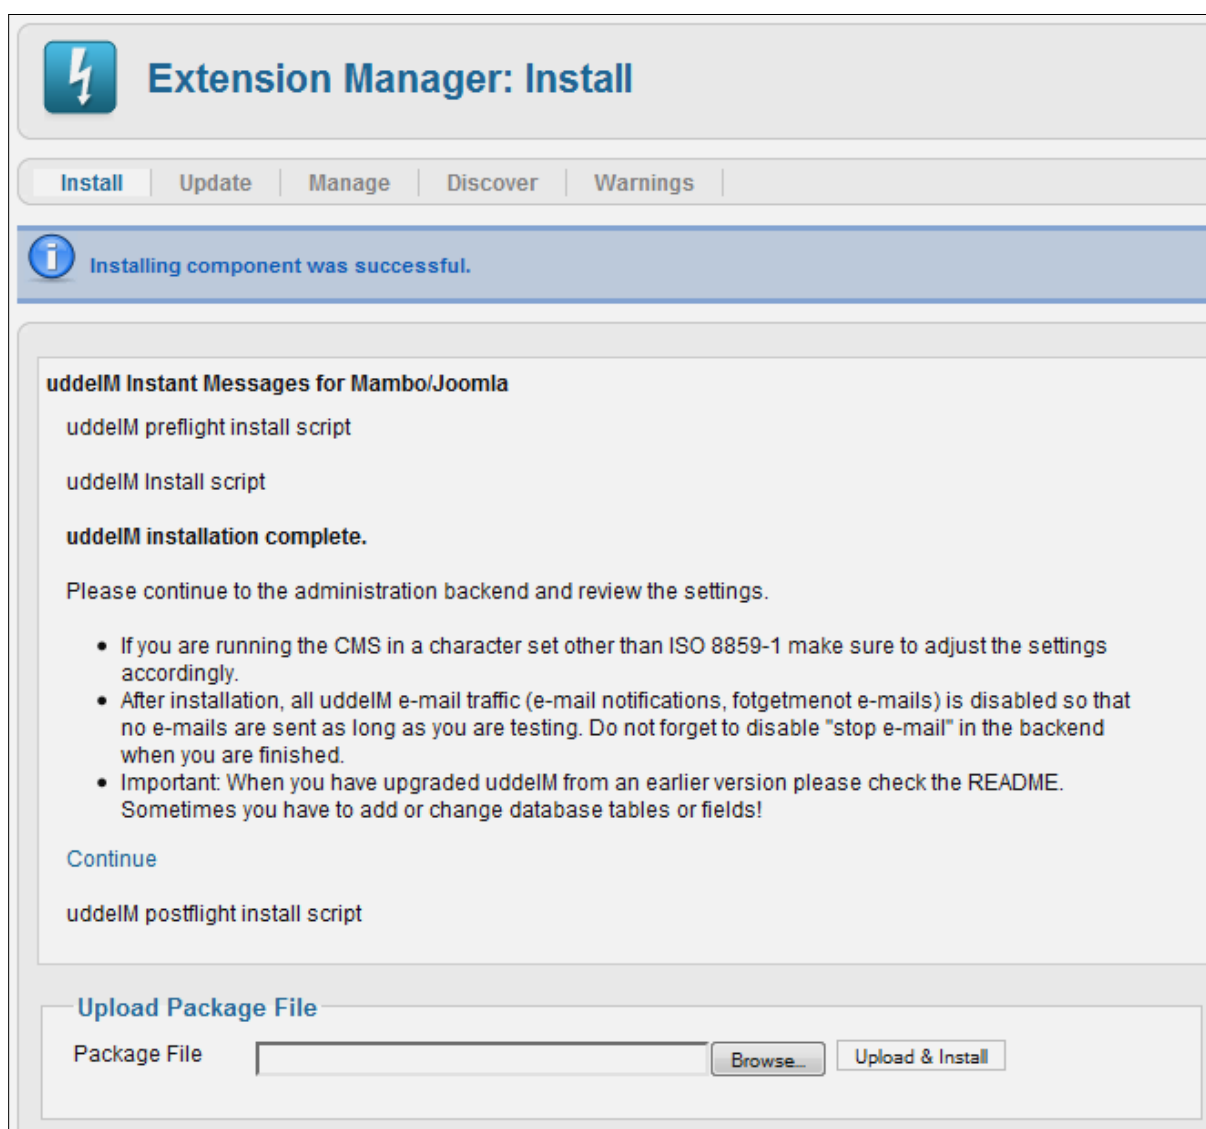 Extension Manager: Install
Install
Update
Manage
Discover
Warnings
Installing component was successful.
uddeIM Instant Messages for Mambo/Joomla
uddeIM preflight install script
uddeIM Install script
uddeIM installation complete.
Please continue to the administration backend and review the settings.
• If you are running the CMS in a character set other than ISO 8859-1 make sure to adjust the settings
accordingly.
• After installation, all uddeIM e-mail traffic (e-mail notifications, fotgetmenot e-mails) is disabled so that
no e-mails are sent as long as you are testing. Do not forget to disable "stop e-mail" in the backend
when you are finished.
• Important: When you have upgraded uddeIM from an earlier version please check the README.
Sometimes you have to add or change database tables or fields!
Continue
uddeIM postflight install script
Upload Package File
Package File
Browse...
Upload & Install